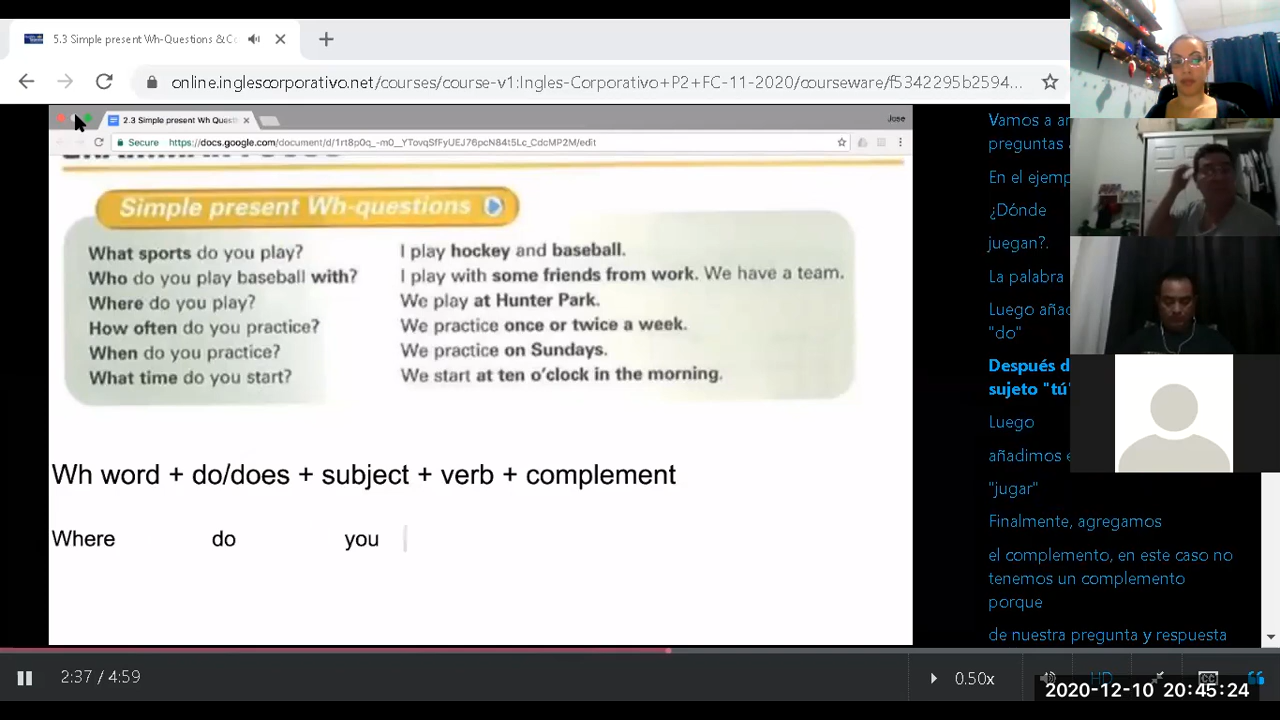 5.3 Simple present Wh-Questions & Co
online.inglescorporativo.net/courses/course-v1:Ingles-Corporativo+P2+FC-11-2020/courseware/f5342295b2594...
2.3 Simple present Wh Quest
Jose
Secure
https://docs.google.com/document/d/1rt8p0q_-m0__YTovqSfFyUEJ76pcN84t5Lc_CdcMP2M/edit
Simple present Wh-questions
What sports do you play? I play hockey and baseball.
Who do you play baseball with? I play with some friends from work. We have a team.
Where do you play? We play at Hunter Park.
How often do you practice? We practice once or twice a week.
When do you practice? We practice on Sundays.
What time do you start? We start at ten o'clock in the morning.
Wh word + do/does + subject + verb + complement
Where do you
Vamos a
preguntas
En el ejemp
¿Dónde
juegan?.
La palabra
Luego añad
"do"
Después d
sujeto "tú"
Luego
añadimos e
"jugar"
Finalmente, agregamos
el complemento, en este caso no
tenemos un complemento
porque
de nuestra pregunta y respuesta
2:37 / 4:59
0.50x
HD
CC
2020-12-10 20:45:24